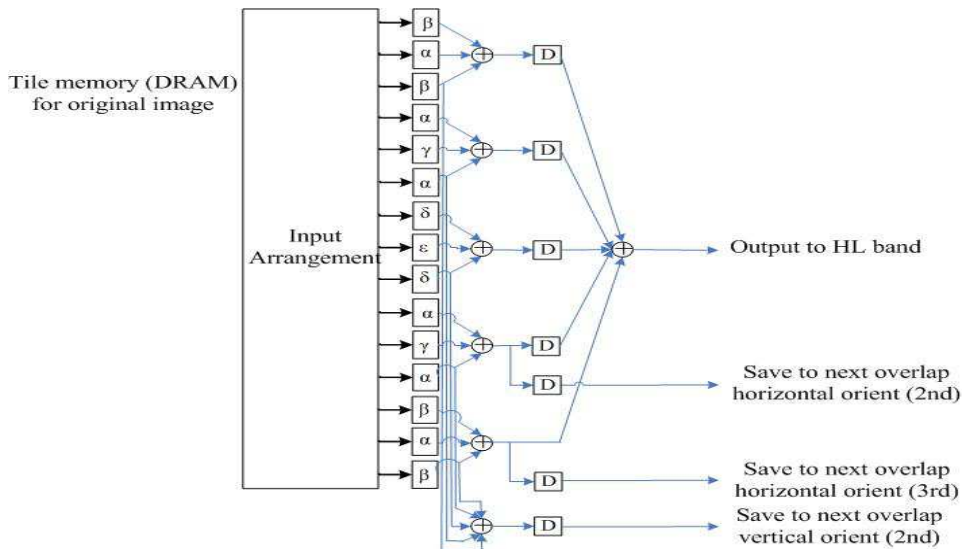 β
α
β
α
γ
α
δ
ε
δ
α
γ
α
β
α
β
Tile memory (DRAM)
for original image
Input
Arrangement
D
D
D
D
D
D
D
Output to HL band
Save to next overlap
horizontal orient (2nd)
Save to next overlap
horizontal orient (3rd)
Save to next overlap
vertical orient (2nd)